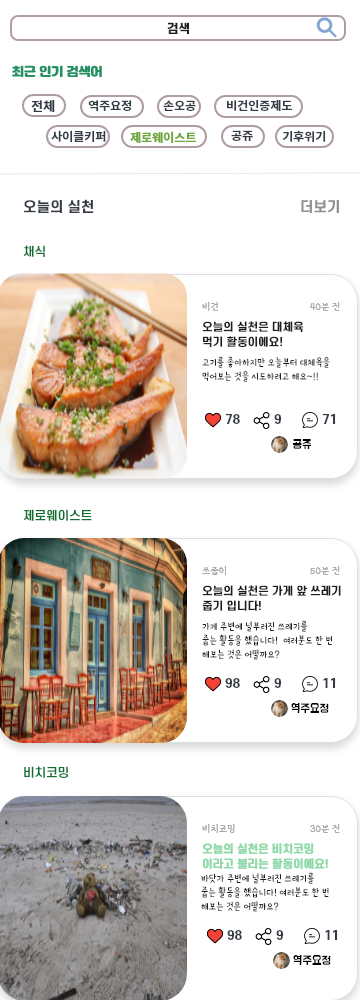 검색
최근 인기 검색어
전체 역주요정 손오공 비건인증제도
사이클키퍼 제로웨이스트 공쥬 기후위기
오늘의 실천 더보기
채식
비건 40분 전
오늘의 실천은 대체육
먹기 활동이에요!
고기를 좋아하지만 오늘부터 대체육을
먹어보는 것을 시도하려고 해요~!!
78 9 71
공쥬
제로웨이스트
쓰줍이 50분 전
오늘의 실천은 가게 앞 쓰레기
줍기 입니다!
가게 주변에 널부러진 쓰레기를
줍는 활동을 했습니다! 여러분도 한 번
해보는 것은 어떨까요?
98 9 11
역주요정
비치코밍
비치코밍 30분 전
오늘의 실천은 비치코밍
이라고 불리는 활동이에요!
바닷가 주변에 널부러진 쓰레기를
줍는 활동을 했습니다! 여러분도 한 번
해보는 것은 어떨까요?
98 9 11
역주요정